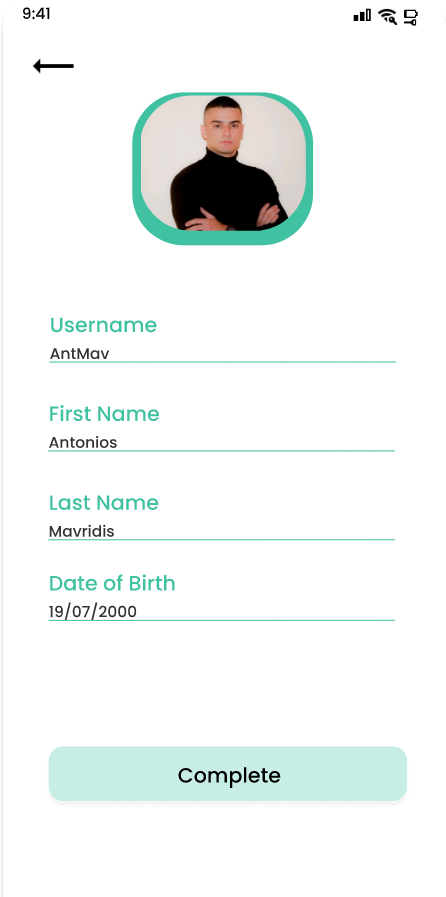 9:41
Username
AntMav
First Name
Antonios
Last Name
Mavridis
Date of Birth
19/07/2000
Complete